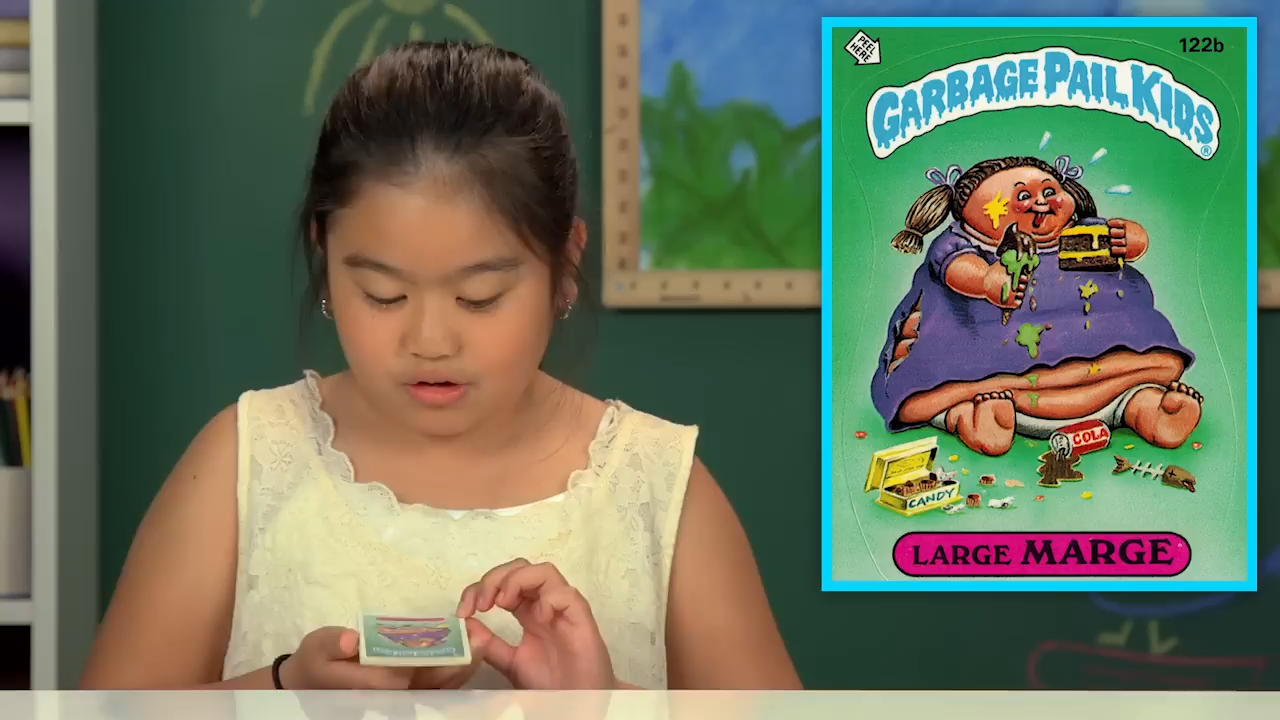 PEEL
HERE
122b
GARBAGE PAIL KIDS®
COLA
CANDY
LARGE MARGE